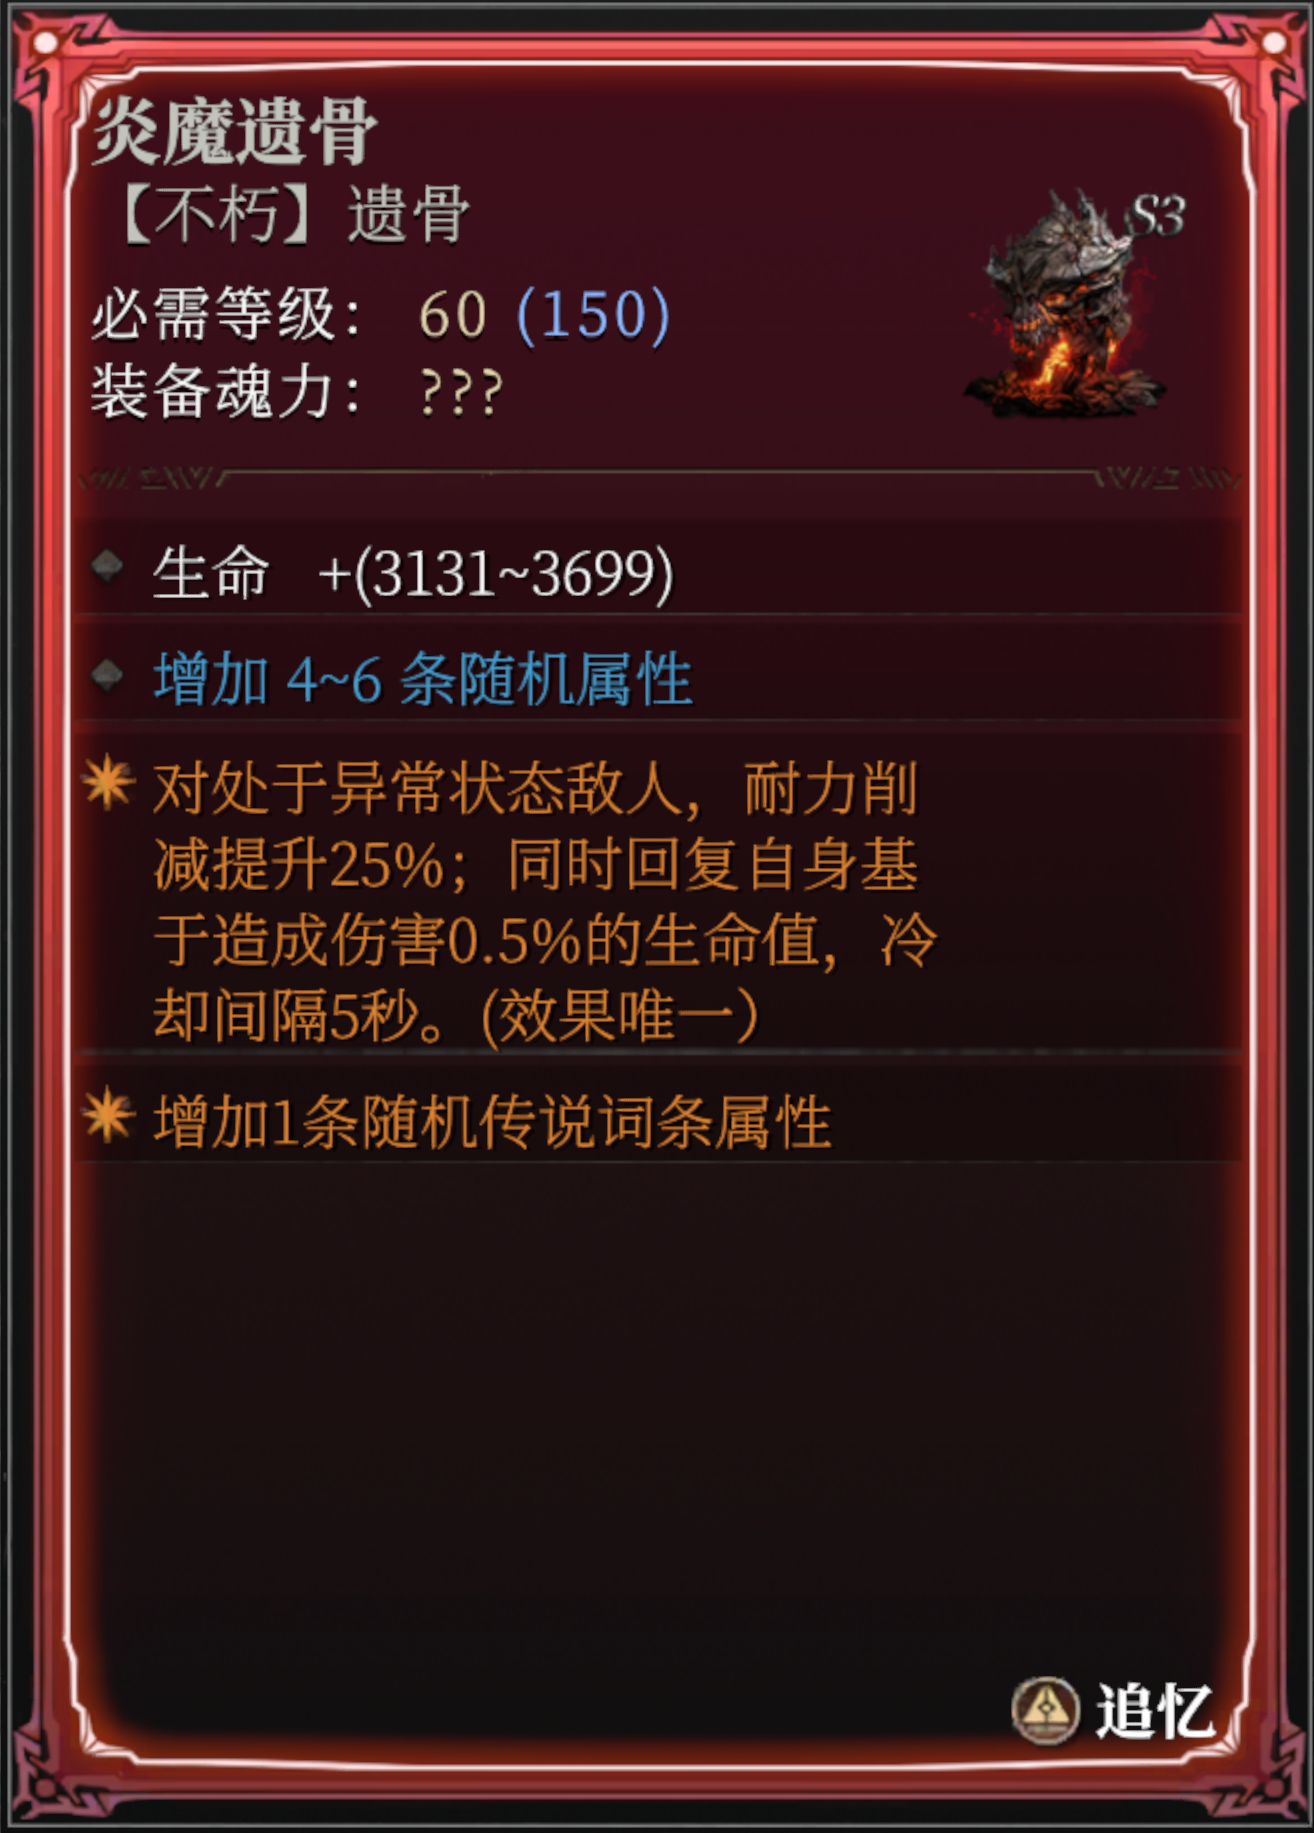 炎魔遗骨
【不朽】遗骨
S3
必需等级： 60 (150)
装备魂力： ???
生命 +(3131~3699)
增加 4~6 条随机属性
对处于异常状态敌人，耐力削
减提升25%；同时回复自身基
于造成伤害0.5%的生命值，冷
却间隔5秒。(效果唯一）
增加1条随机传说词条属性
追忆